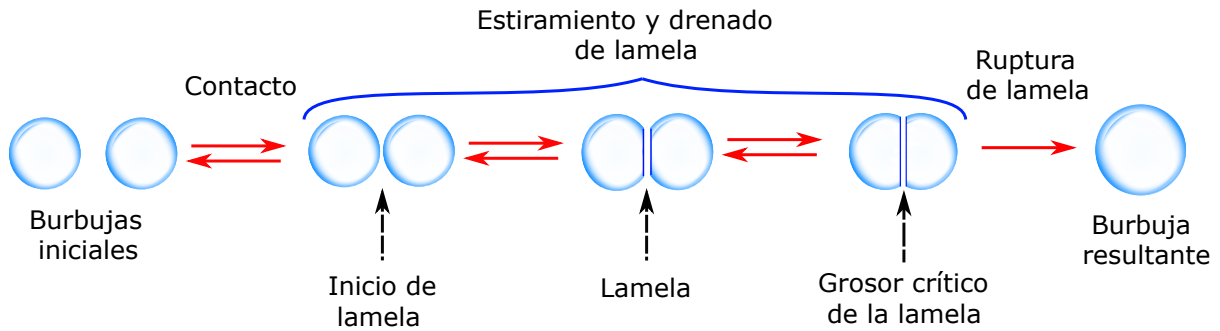 Estiramiento y drenado
de lamela
Contacto
Ruptura
de lamela
Burbujas
iniciales
Inicio de
lamela
Lamela
Grosor crítico
de la lamela
Burbuja
resultante